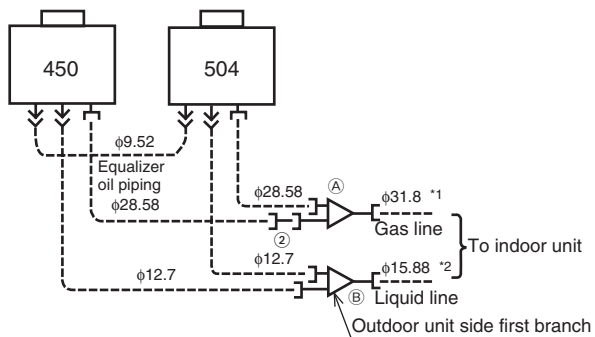 450
504
φ9.52
Equalizer
oil piping
φ28.58
φ28.58
Ⓐ
φ31.8 *1
Gas line
②
To indoor unit
φ12.7
φ12.7
φ15.88 *2
Ⓑ
Liquid line
Outdoor unit side first branch